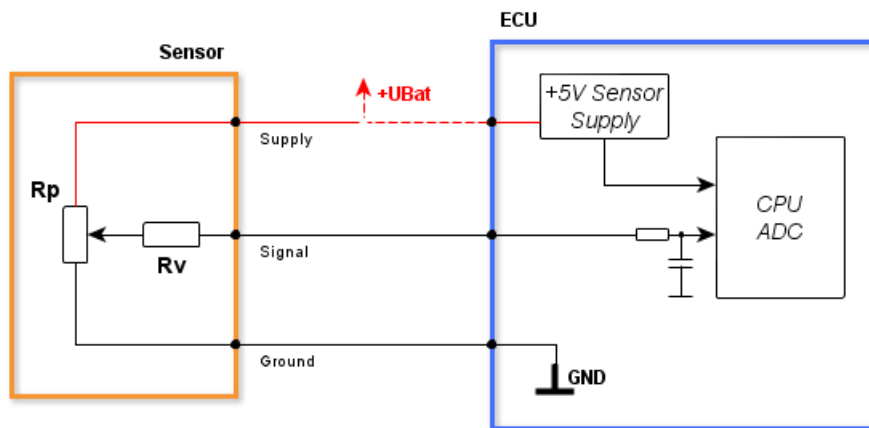 ECU
Sensor
+UBat
+5V Sensor
Supply
Supply
Rp
CPU
ADC
Rv
Signal
Ground
GND